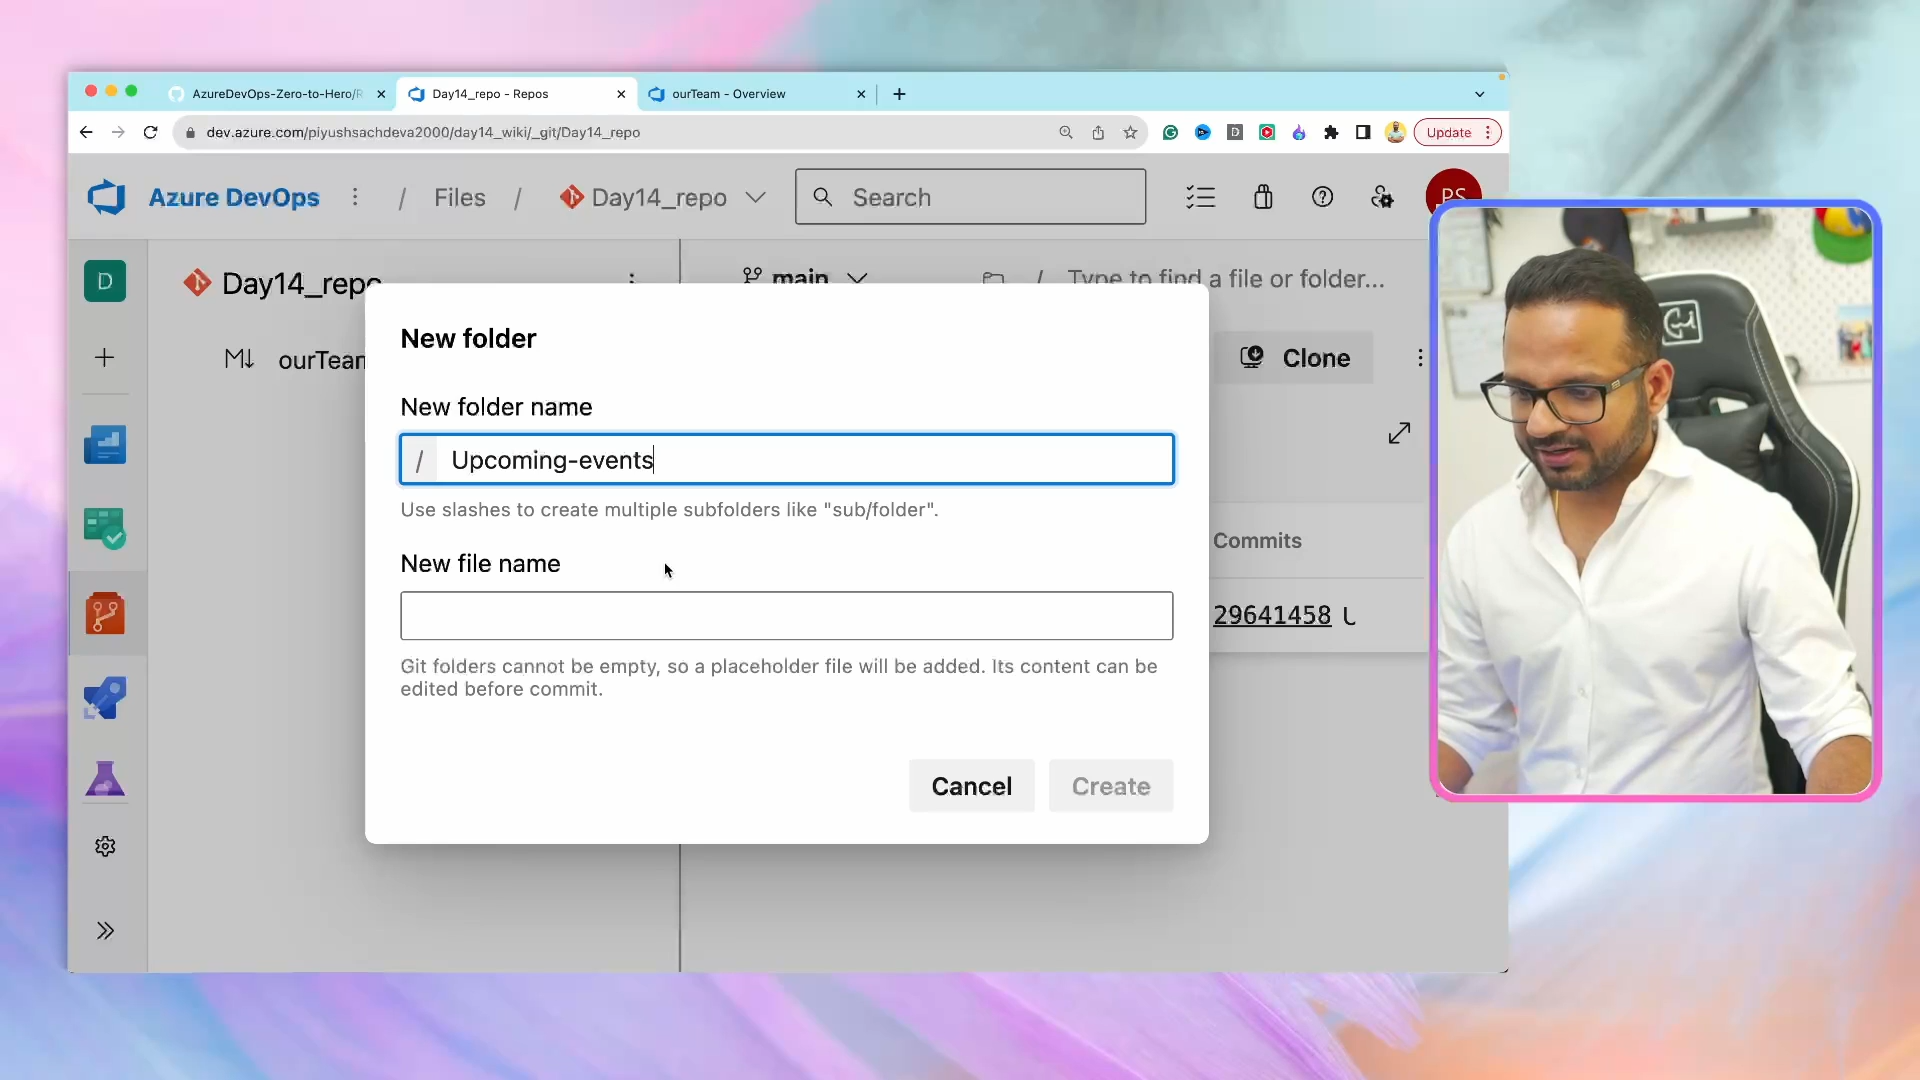 AzureDevOps-Zero-to-Hero/R
Day14_repo - Repos
ourTeam - Overview
dev.azure.com/piyushsachdeva2000/day14_wiki/_git/Day14_repo
Update
Azure DevOps / Files / Day14_repo
Search
PS
D
Day14_repo
main
/ Type to find a file or folder...
ourTeam
Clone
New folder
New folder name
/ Upcoming-events
Use slashes to create multiple subfolders like "sub/folder".
Commits
New file name
29641458
Git folders cannot be empty, so a placeholder file will be added. Its content can be
edited before commit.
Cancel
Create